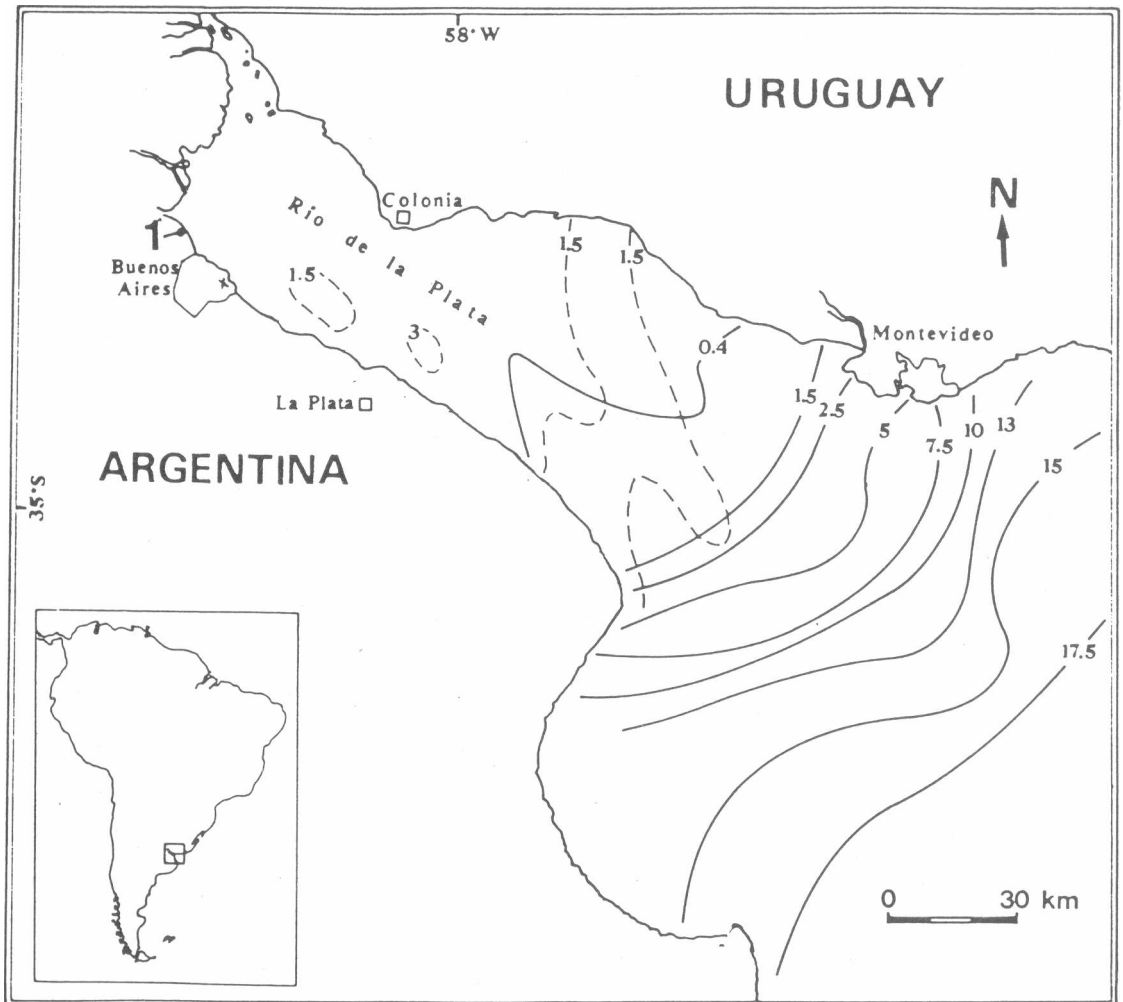 58°W
URUGUAY
N
Colonia
Río de la Plata
1
Buenos
Aires
1.5
1.5
1.5
3
0.4
Montevideo
La Plata
1.5
2.5
5
7.5
10
13
15
ARGENTINA
35°S
17.5
0 30 km